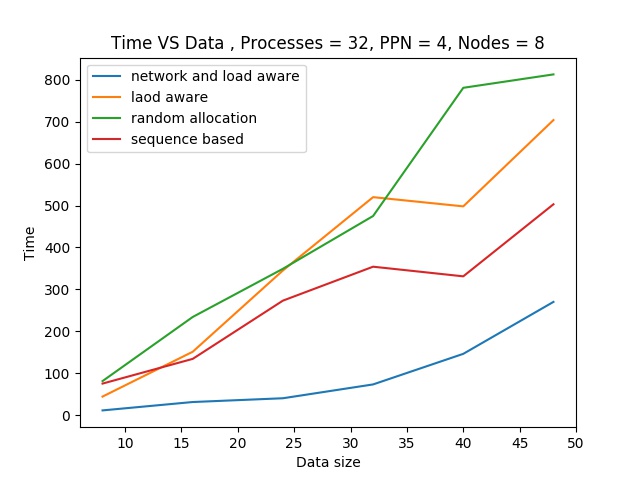 Time VS Data , Processes = 32, PPN = 4, Nodes = 8
network and load aware
laod aware
random allocation
sequence based
800
700
600
500
400
300
200
100
0
Time
10 15 20 25 30 35 40 45 50
Data size